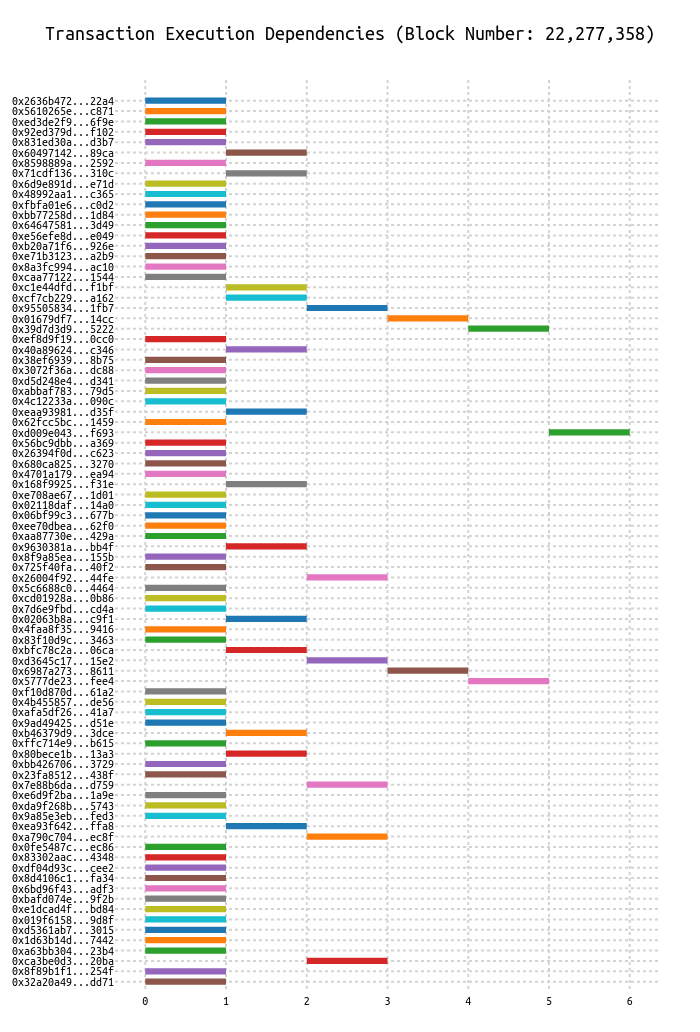 Transaction Execution Dependencies (Block Number: 22,277,358)
0x2636b472...22a4
0x5610265e...c871
0xed3de2f9...6f9e
0x92ed379d...f102
0x831ed30a...d3b7
0x60497142...89ca
0x8598889a...2592
0x71cdf136...310c
0x6d9e891d...e71d
0x48992aa1...c365
0xfbfa01e6...c0d2
0xbb77258d...1d84
0x64647581...3d49
0xe56efe8d...e049
0xb20a71f6...926e
0xe71b3123...a2b9
0x8a3fc994...ac10
0xcaa77122...1544
0xc1e44dfd...f1bf
0xcf7cb229...a162
0x95505834...1fb7
0x01679df7...14cc
0x39d7d3d9...5222
0xef8d9f19...0cc0
0x40a89624...c346
0x38ef6939...8b75
0x3072f36a...dc88
0xd5d248e4...d341
0xabbaf783...79d5
0x4c12233a...090c
0xeaa93981...d35f
0x62fcc5bc...1459
0xd009e043...f693
0x56bc9dbb...a369
0x26394f0d...c623
0x680ca825...3270
0x4701a179...ea94
0x168f9925...f31e
0xe708ae67...1d01
0x02118daf...14a0
0x06bf99c3...677b
0xee70dbea...62f0
0xaa87730e...429a
0x9630381a...bb4f
0x8f9a85ea...155b
0x725f40fa...40f2
0x26004f92...44fe
0x5c6688c0...4464
0xcd01928a...0b86
0x7d6e9fbd...cd4a
0x02063b8a...c9f1
0x4faa8f35...9416
0x83f10d9c...3463
0xbfc78c2a...06ca
0xd3645c17...15e2
0x6987a273...8611
0x5777de23...fee4
0xf10d870d...61a2
0x4b455857...de56
0xafa5df26...41a7
0x9ad49425...d51e
0xb46379d9...3dce
0xffc714e9...b615
0x80bece1b...13a3
0xbb426706...3729
0x23fa8512...438f
0x7e88b6da...d759
0xe6d9f2ba...1a9e
0xda9f268b...5743
0x9a85e3eb...fed3
0xea93f642...ffa8
0xa790c704...ec8f
0x0fe5487c...ec86
0x83302aac...4348
0xdf04d93c...cee2
0x8d4106c1...fa34
0x6bd96f43...adf3
0xbafd074e...9f2b
0xe1dcad4f...bd84
0x019f6158...9d8f
0xd5361ab7...3015
0x1d63b14d...7442
0xa63bb304...23b4
0xca3be0d3...20ba
0x8f89b1f1...254f
0x32a20a49...dd71
0 1 2 3 4 5 6